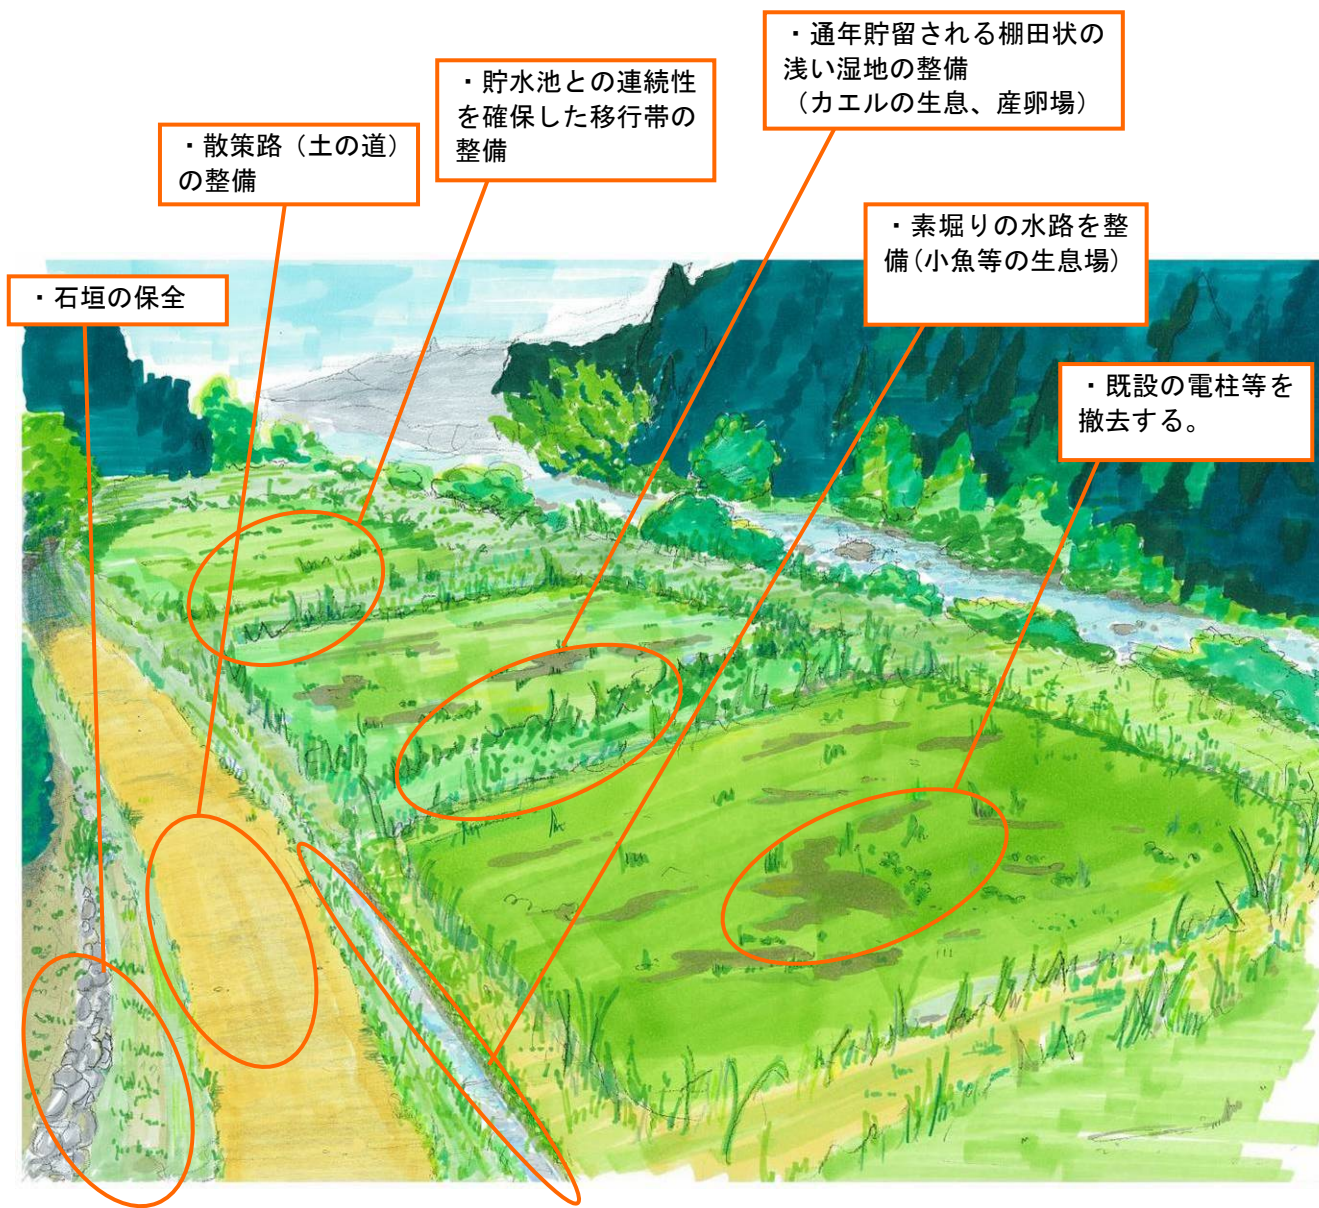 ・通年貯留される棚田状の
浅い湿地の整備
（カエルの生息、産卵場）
・貯水池との連続性
を確保した移行帯の
整備
・散策路（土の道）
の整備
・素堀りの水路を整
備（小魚等の生息場）
・石垣の保全
・既設の電柱等を
撤去する。